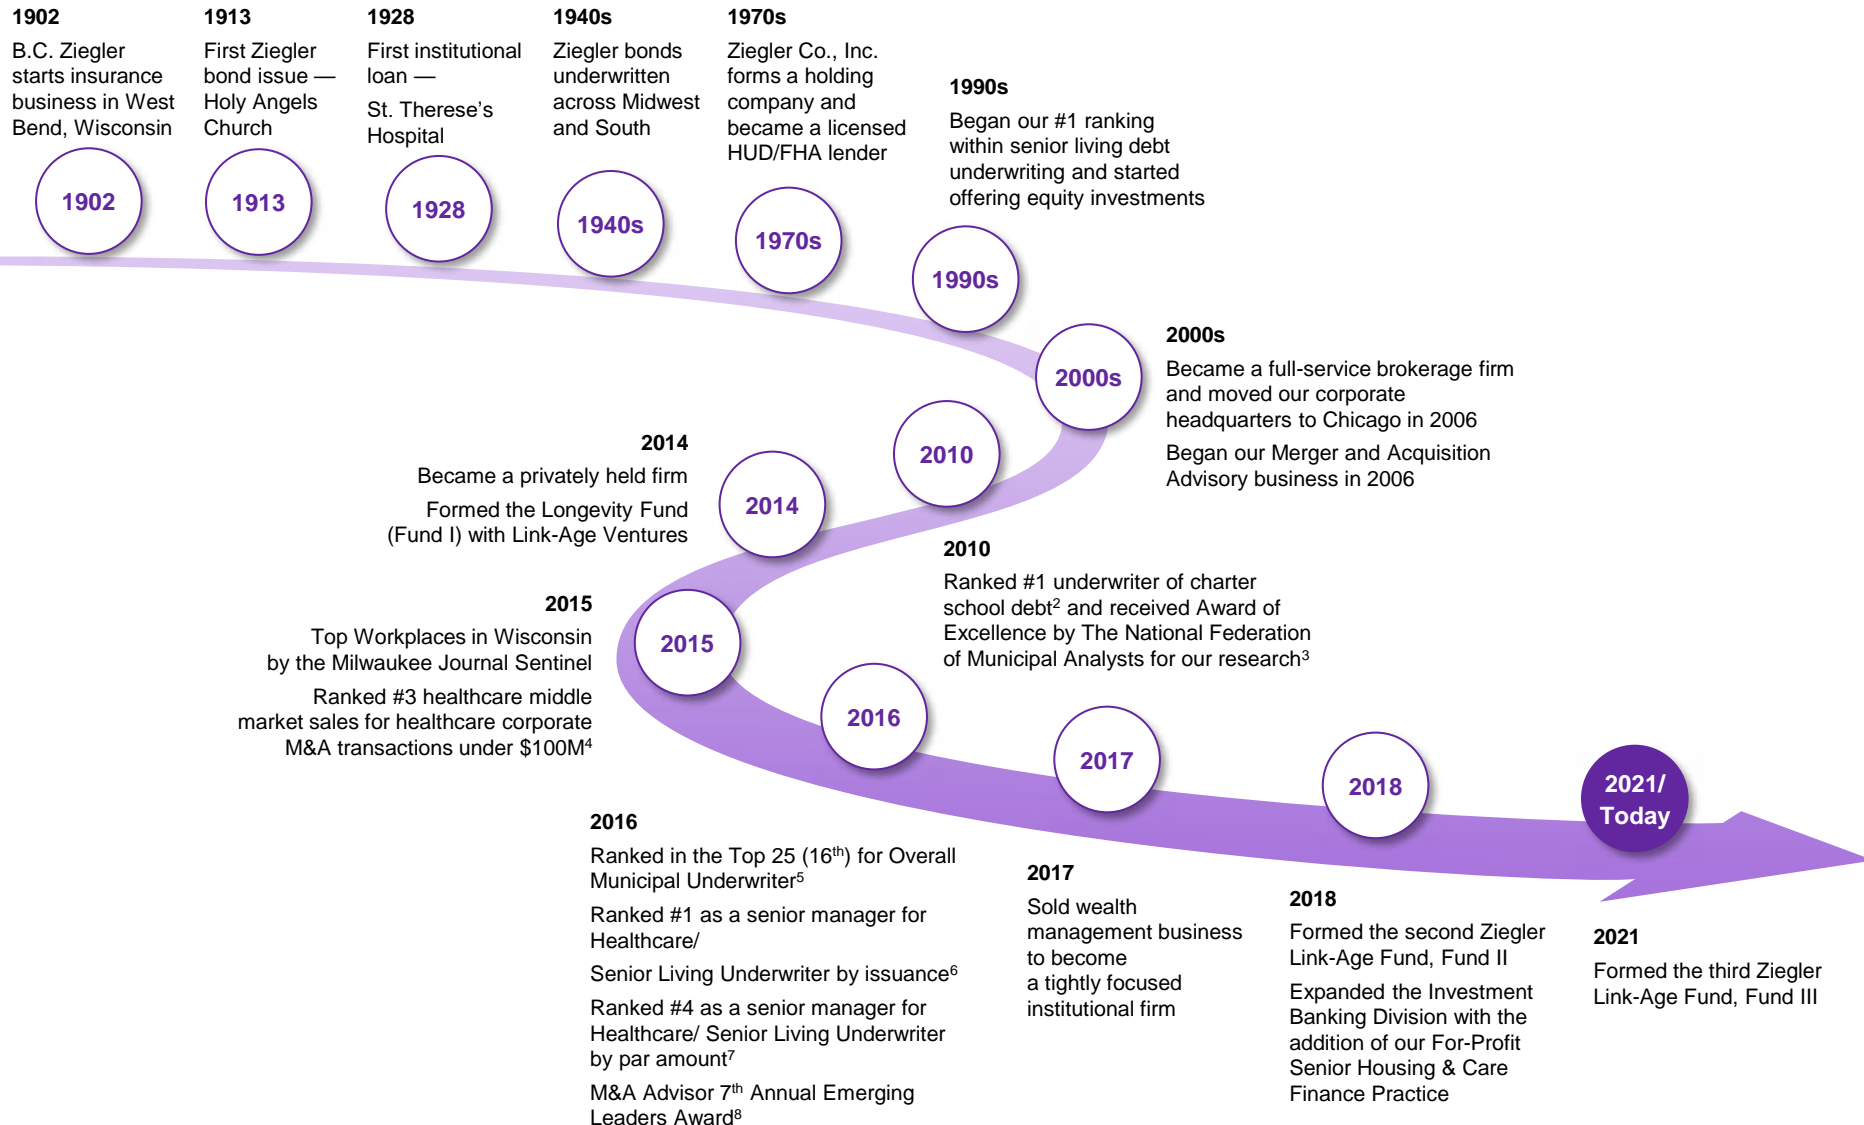 1902
B.C. Ziegler
starts insurance
business in West
Bend, Wisconsin
1902
1913
First Ziegler
bond issue —
Holy Angels
Church
1913
1928
First institutional
loan —
St. Therese’s
Hospital
1928
1940s
Ziegler bonds
underwritten
across Midwest
and South
1940s
1970s
Ziegler Co., Inc.
forms a holding
company and
became a licensed
HUD/FHA lender
1970s
1990s
Began our #1 ranking
within senior living debt
underwriting and started
offering equity investments
1990s
2000s
2000s
Became a full-service brokerage firm
and moved our corporate
headquarters to Chicago in 2006
Began our Merger and Acquisition
Advisory business in 2006
2010
2010
Ranked #1 underwriter of charter
school debt² and received Award of
Excellence by The National Federation
of Municipal Analysts for our research³
2014
Became a privately held firm
Formed the Longevity Fund
(Fund I) with Link-Age Ventures
2014
2015
Top Workplaces in Wisconsin
by the Milwaukee Journal Sentinel
Ranked #3 healthcare middle
market sales for healthcare corporate
M&A transactions under $100M⁴
2015
2016
2016
Ranked in the Top 25 (16th) for Overall
Municipal Underwriter⁵
Ranked #1 as a senior manager for
Healthcare/
Senior Living Underwriter by issuance⁶
Ranked #4 as a senior manager for
Healthcare/ Senior Living Underwriter
by par amount⁷
M&A Advisor 7th Annual Emerging
Leaders Award⁸
2017
2017
Sold wealth
management business
to become
a tightly focused
institutional firm
2018
2018
Formed the second Ziegler
Link-Age Fund, Fund II
Expanded the Investment
Banking Division with the
addition of our For-Profit
Senior Housing & Care
Finance Practice
2021/
Today
2021
Formed the third Ziegler
Link-Age Fund, Fund III